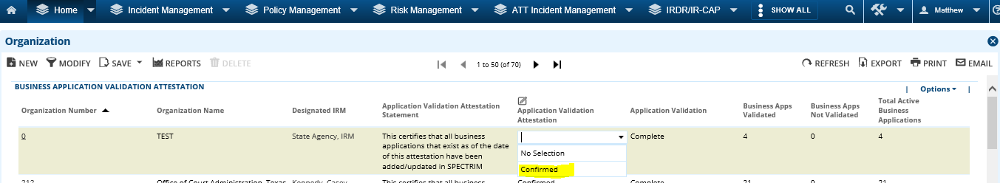 Home Incident Management Policy Management Risk Management ATT Incident Management IRDR/IR-CAP SHOW ALL Matthew
Organization
NEW MODIFY SAVE REPORTS DELETE 1 to 50 (of 70) REFRESH EXPORT PRINT EMAIL
BUSINESS APPLICATION VALIDATION ATTESTATION
| Options |
Organization Number
Organization Name
Designated IRM
Application Validation Attestation
Statement
Application Validation
Attestation
Application Validation
Business Apps
Validated
Business Apps
Not Validated
Total Active
Business
Applications
0
TEST
State Agency, IRM
This certifies that all business
applications that exist as of the date
of this attestation have been
added/updated in SPECTRIM
No Selection
Confirmed
Complete
4
0
4
212
Office of Court Administration, Texas
Kennedy, Casey
This certifies that all business
Confirmed
Complete
21
0
21